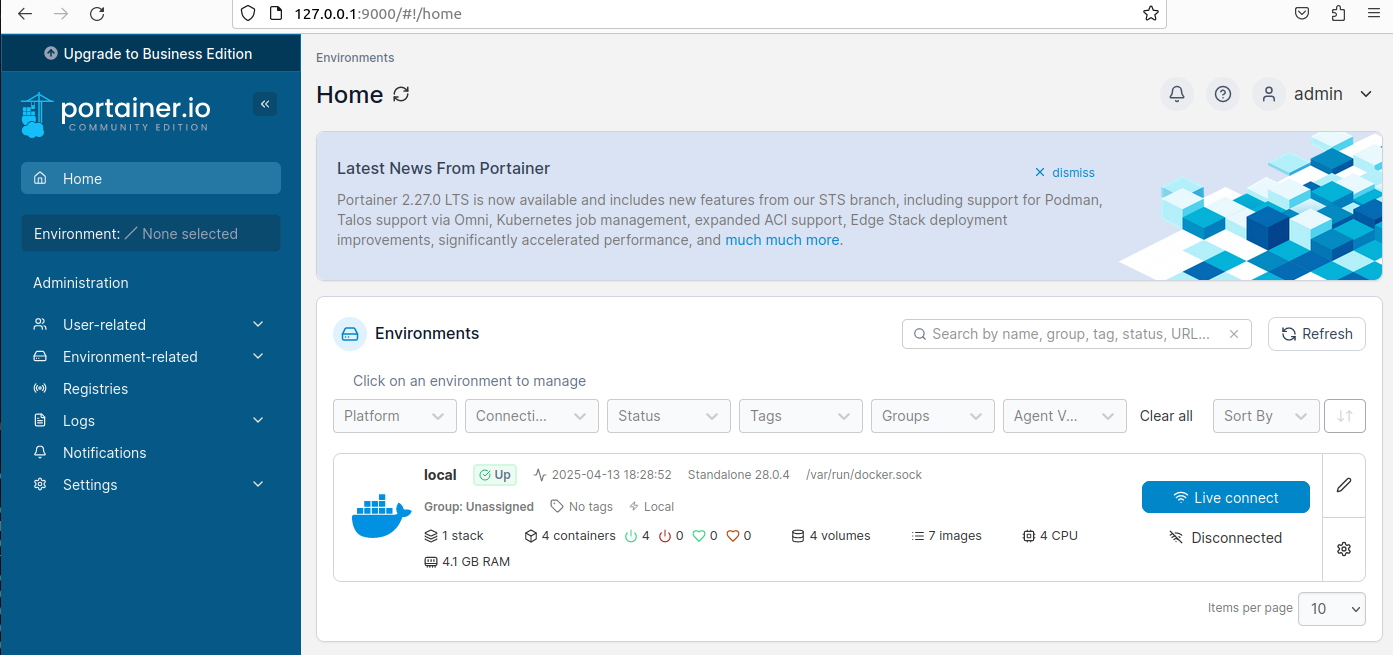 127.0.0.1:9000/#!/home
Upgrade to Business Edition
portainer.io
COMMUNITY EDITION
Home
Environment: None selected
Administration
User-related
Environment-related
Registries
Logs
Notifications
Settings
Environments
Home
admin
Latest News From Portainer
dismiss
Portainer 2.27.0 LTS is now available and includes new features from our STS branch, including support for Podman,
Talos support via Omni, Kubernetes job management, expanded ACI support, Edge Stack deployment
improvements, significantly accelerated performance, and much much more.
Environments
Search by name, group, tag, status, URL...
Refresh
Click on an environment to manage
Platform Connecti... Status Tags Groups Agent V... Clear all Sort By
local Up 2025-04-13 18:28:52 Standalone 28.0.4 /var/run/docker.sock
Group: Unassigned No tags Local
1 stack 4 containers 4 0 0 0 4 volumes 7 images 4 CPU
4.1 GB RAM
Live connect
Disconnected
Items per page 10